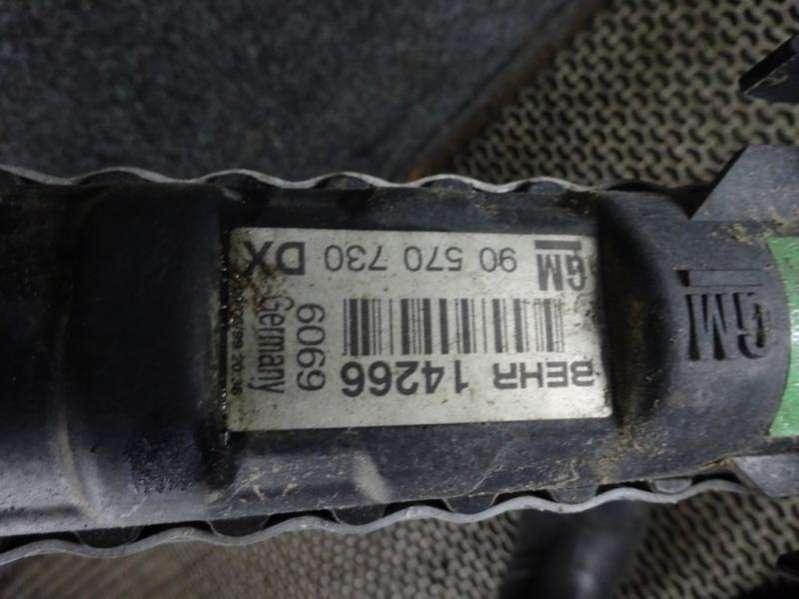 BEHR 14266
6069
Germany
GM 90 570 730 DX
GM